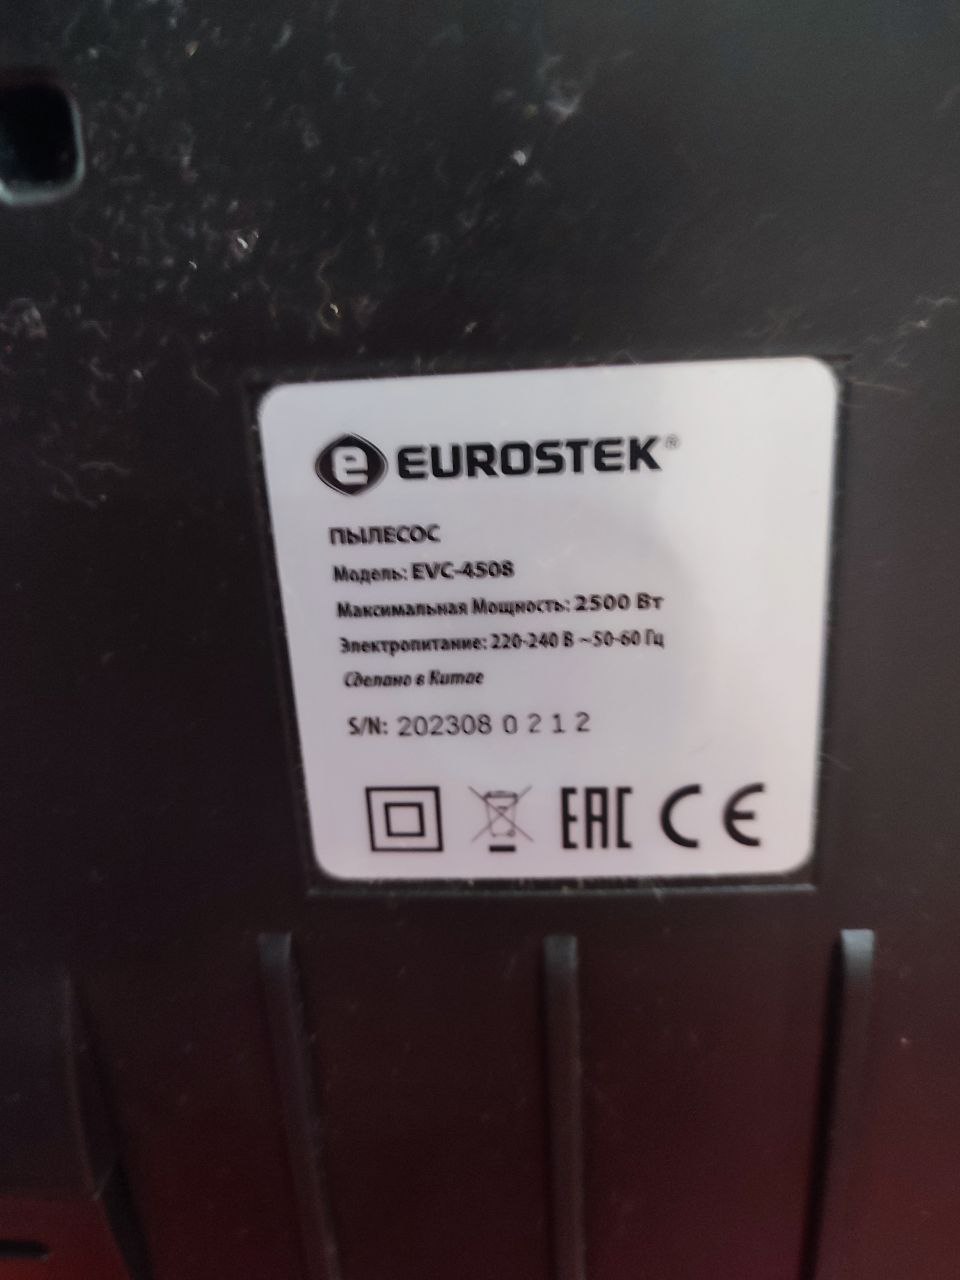 e EUROSTEK®
ПЫЛЕСОС
Модель: EVC-4508
Максимальная Мощность: 2500 Вт
Электропитание: 220-240 В ~50-60 Гц
Сделано в Китае
S/N: 202308 0 2 1 2
EAC CE